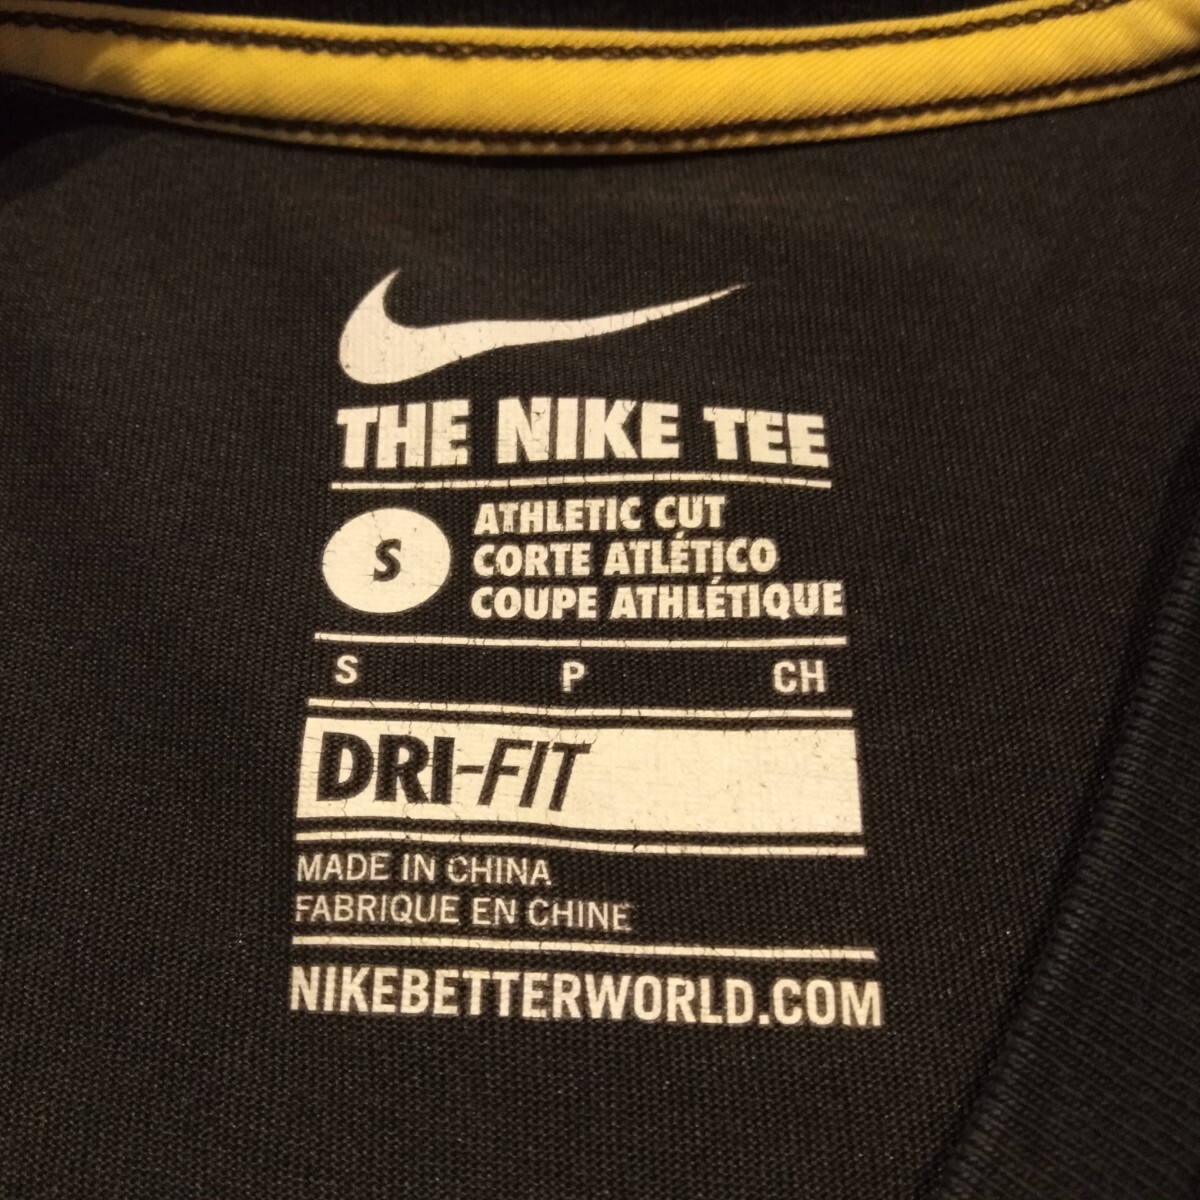 THE NIKE TEE
S
ATHLETIC CUT
CORTE ATLÉTICO
COUPE ATHLÉTIQUE
S P CH
DRI-FIT
MADE IN CHINA
FABRIQUE EN CHINE
NIKEBETTERWORLD.COM